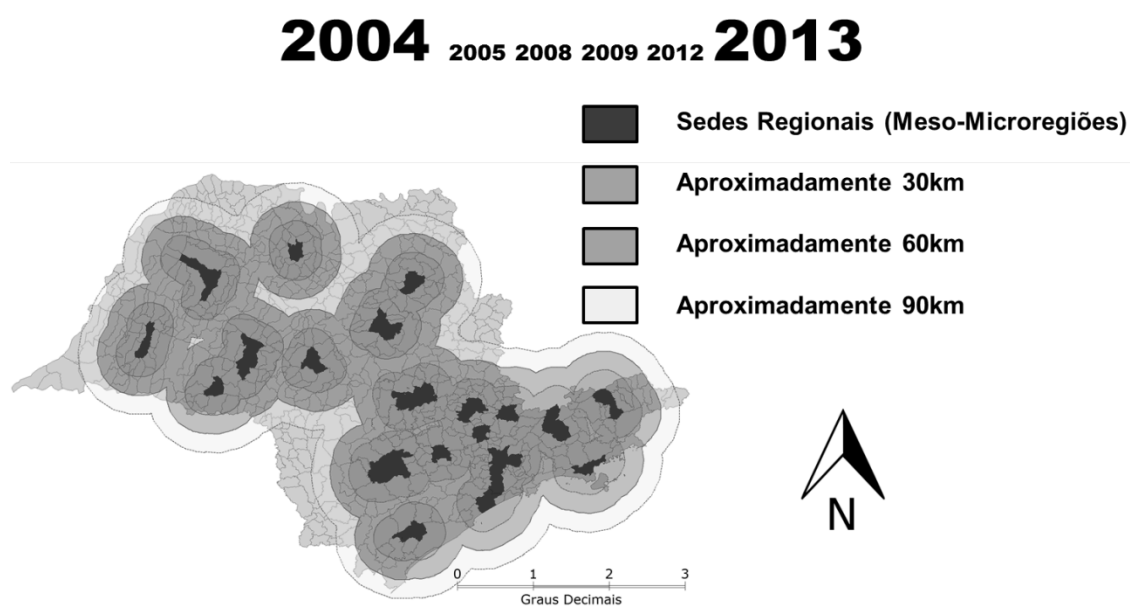 2004 2005 2008 2009 2012 2013
Sedes Regionais (Meso-Microregiões)
Aproximadamente 30km
Aproximadamente 60km
Aproximadamente 90km
N
0 1 2 3
Graus Decimais